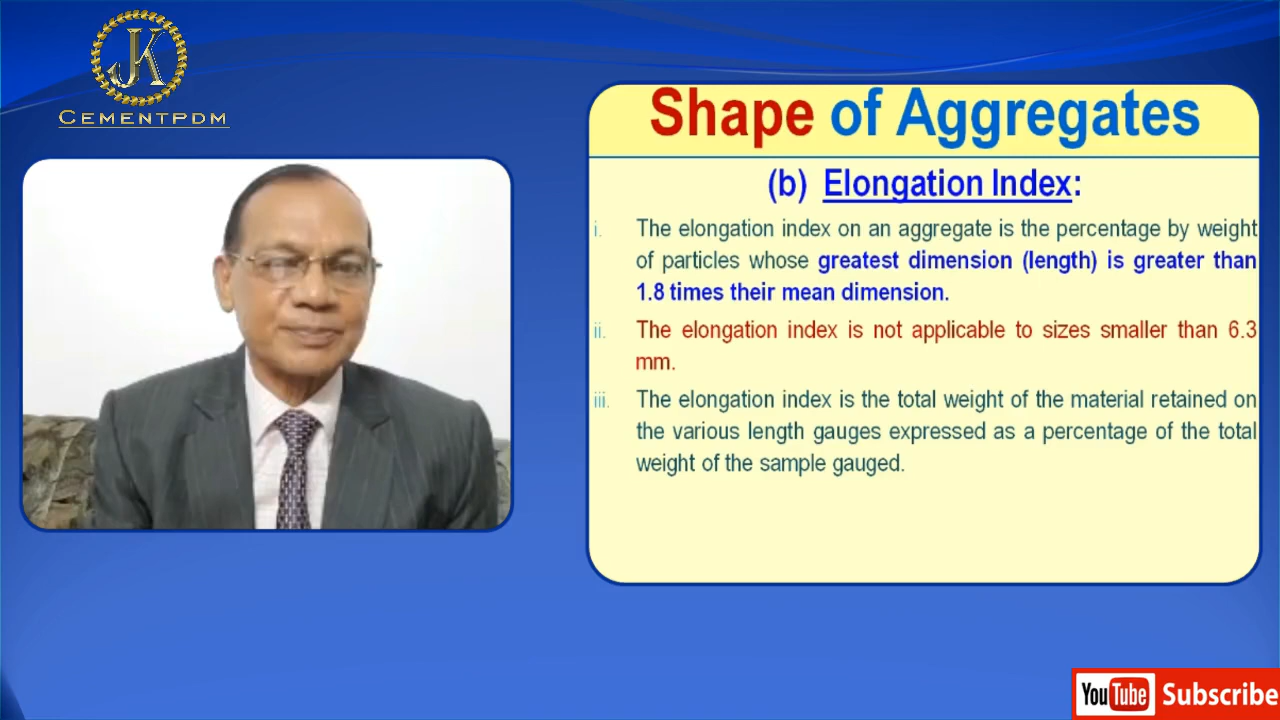 JK
CEMENTPDM
Shape of Aggregates
(b) Elongation Index:
i. The elongation index on an aggregate is the percentage by weight
of particles whose greatest dimension (length) is greater than
1.8 times their mean dimension.
ii. The elongation index is not applicable to sizes smaller than 6.3
mm.
iii. The elongation index is the total weight of the material retained on
the various length gauges expressed as a percentage of the total
weight of the sample gauged.
YouTube Subscribe